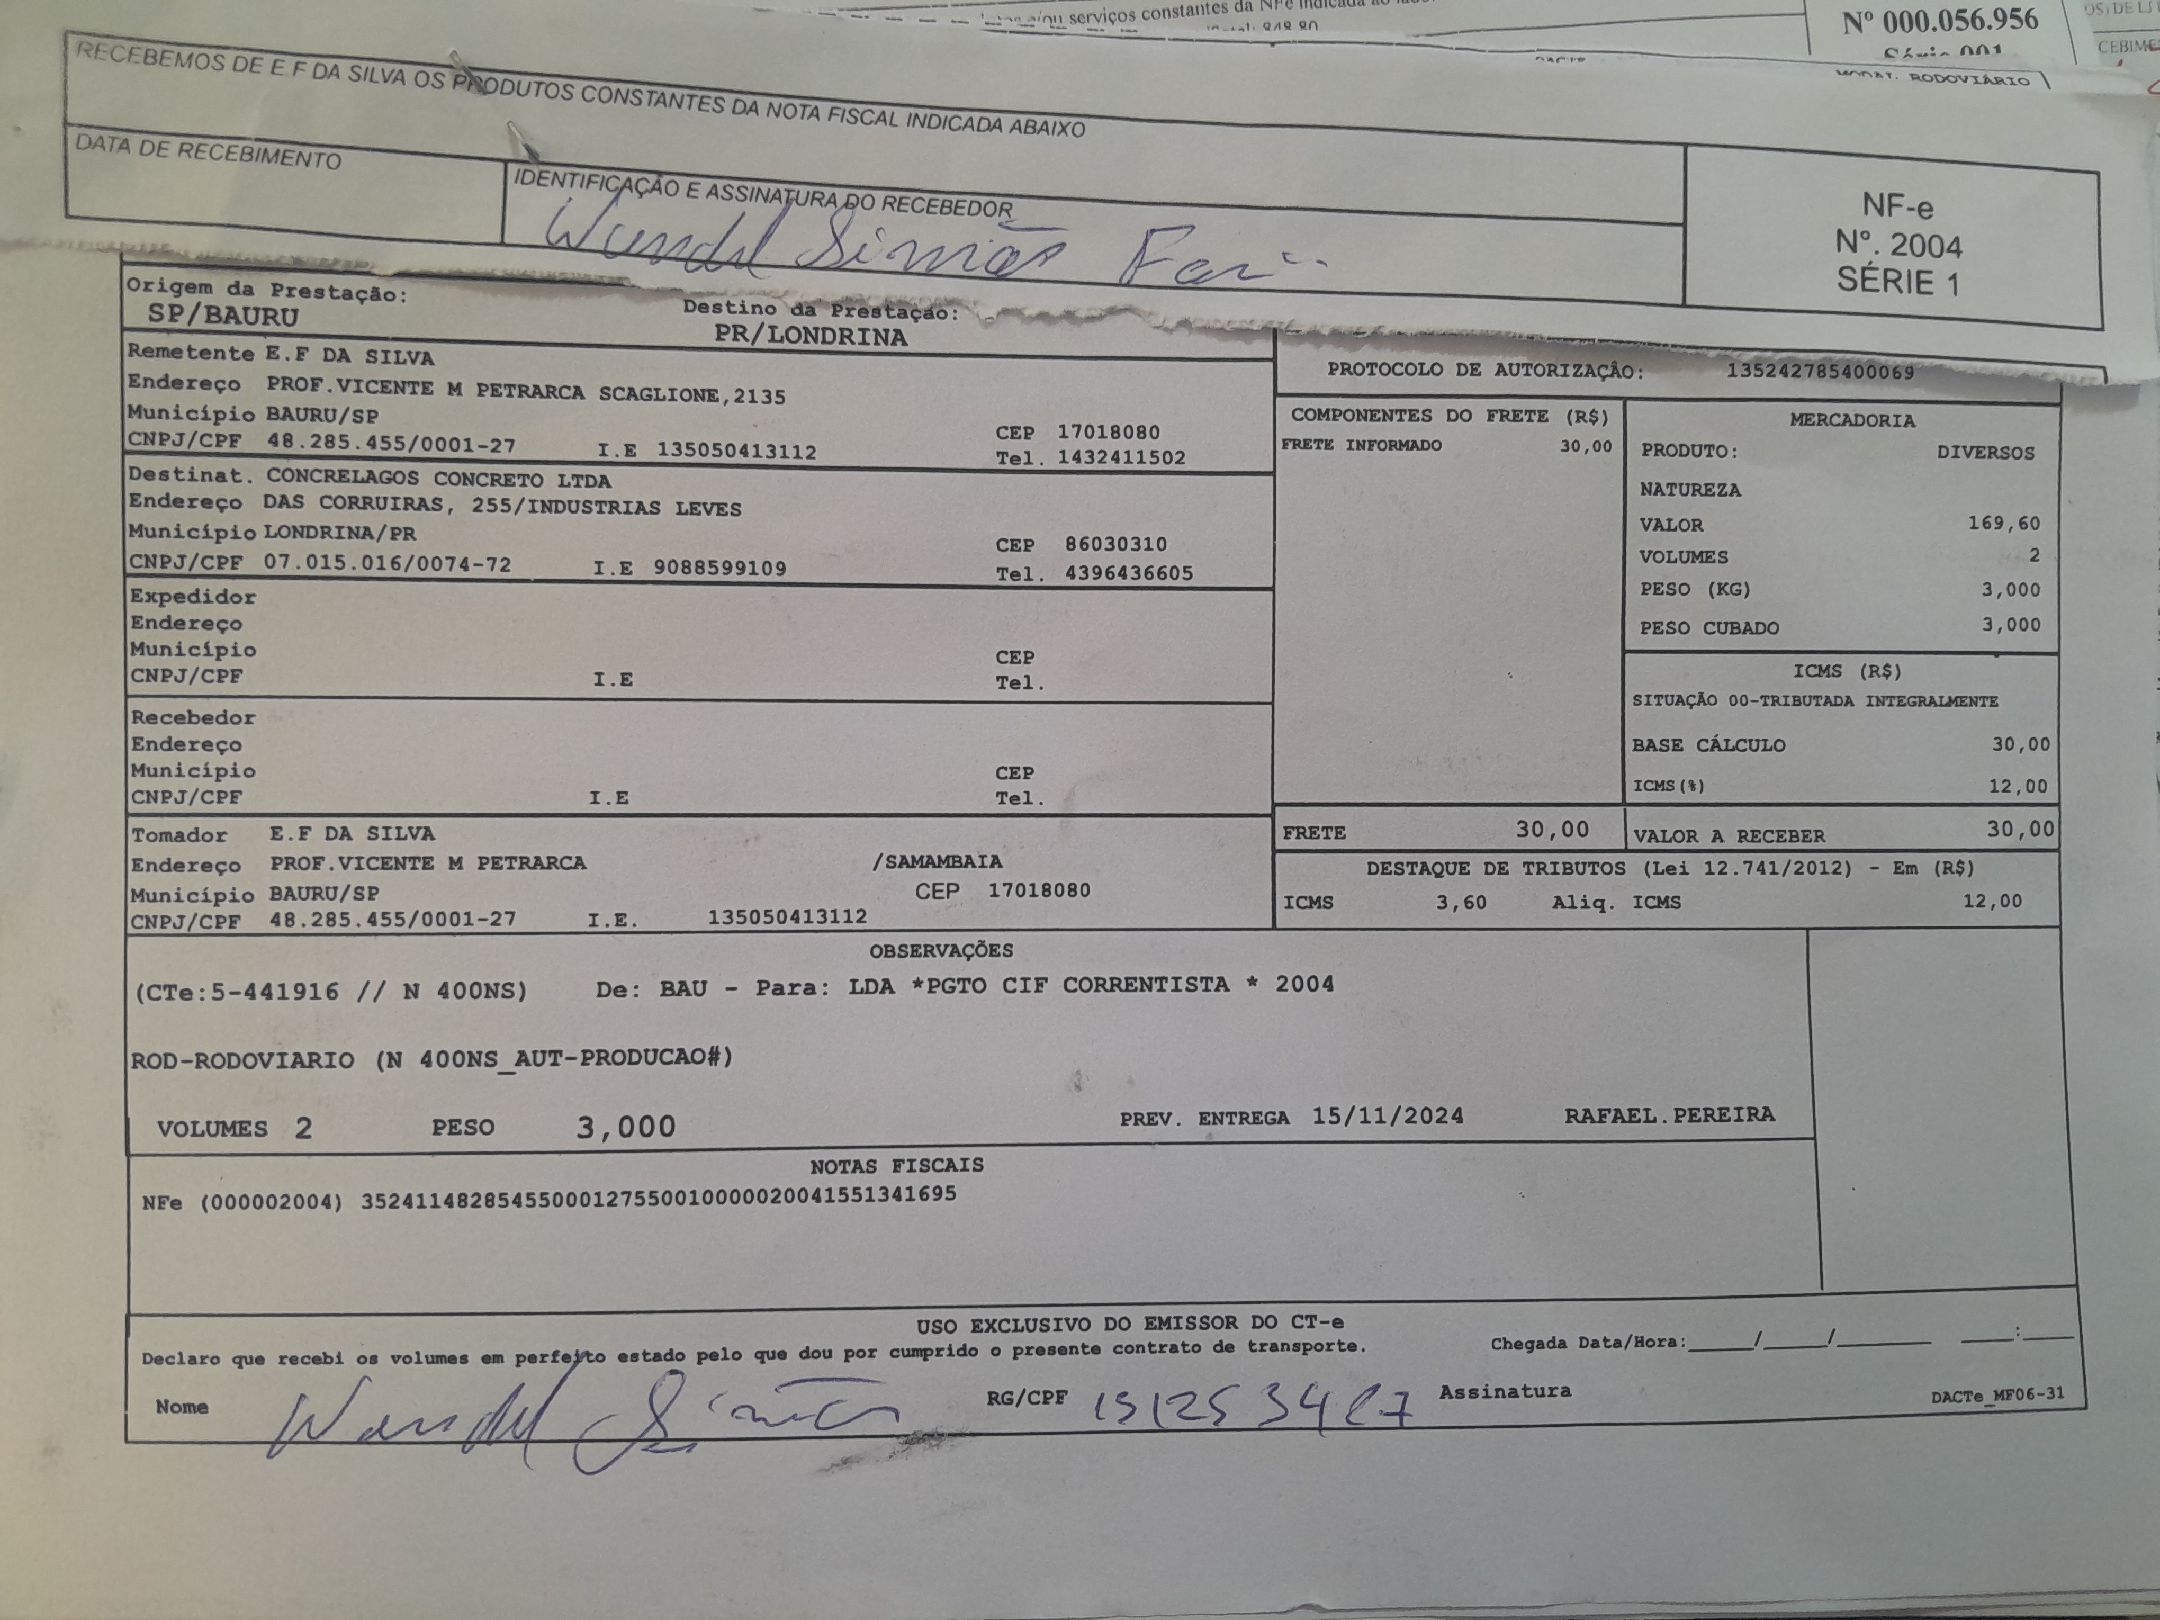 serviços constantes da NFe indicada
Nº 000.056.956
RODOVIÁRIO
RECEBEMOS DE E.F DA SILVA OS PRODUTOS CONSTANTES DA NOTA FISCAL INDICADA ABAIXO
DATA DE RECEBIMENTO
IDENTIFICAÇÃO E ASSINATURA DO RECEBEDOR
Simões
NF-e
Nº. 2004
SÉRIE 1
Origem da Prestação:
SP/BAURU
Destino da Prestação:
PR/LONDRINA
Remetente E.F DA SILVA
Endereço PROF.VICENTE M PETRARCA SCAGLIONE,2135
Município BAURU/SP
CEP 17018080
CNPJ/CPF 48.285.455/0001-27 I.E 135050413112 Tel. 1432411502
Destinat. CONCRELAGOS CONCRETO LTDA
Endereço DAS CORRUIRAS, 255/INDUSTRIAS LEVES
Município LONDRINA/PR
CEP 86030310
CNPJ/CPF 07.015.016/0074-72 I.E 9088599109 Tel. 4396436605
Expedidor
Endereço
Município
CEP
CNPJ/CPF I.E Tel.
Recebedor
Endereço
Município
CEP
CNPJ/CPF I.E Tel.
Tomador E.F DA SILVA
Endereço PROF.VICENTE M PETRARCA /SAMAMBAIA
Município BAURU/SP CEP 17018080
CNPJ/CPF 48.285.455/0001-27 I.E. 135050413112
PROTOCOLO DE AUTORIZAÇÂO: 135242785400069
COMPONENTES DO FRETE (R$)
FRETE INFORMADO 30,00
MERCADORIA
PRODUTO: DIVERSOS
NATUREZA
VALOR 169,60
VOLUMES 2
PESO (KG) 3,000
PESO CUBADO 3,000
ICMS (R$)
SITUAÇÃO 00-TRIBUTADA INTEGRALMENTE
BASE CÁLCULO 30,00
ICMS(%) 12,00
FRETE 30,00
VALOR A RECEBER 30,00
DESTAQUE DE TRIBUTOS (Lei 12.741/2012) - Em (R$)
ICMS 3,60 Aliq. ICMS 12,00
OBSERVAÇÕES
(CTe:5-441916 // N 400NS) De: BAU - Para: LDA *PGTO CIF CORRENTISTA * 2004
ROD-RODOVIARIO (N 400NS_AUT-PRODUCAO#)
VOLUMES 2 PESO 3,000 PREV. ENTREGA 15/11/2024 RAFAEL.PEREIRA
NOTAS FISCAIS
NFe (000002004) 35241148285455000127550010000020041551341695
USO EXCLUSIVO DO EMISSOR DO CT-e
Declaro que recebi os volumes em perfeito estado pelo que dou por cumprido o presente contrato de transporte.
Chegada Data/Hora:_____/_____/_______ ____:____
Nome
RG/CPF
Assinatura
DACTe_MF06-31